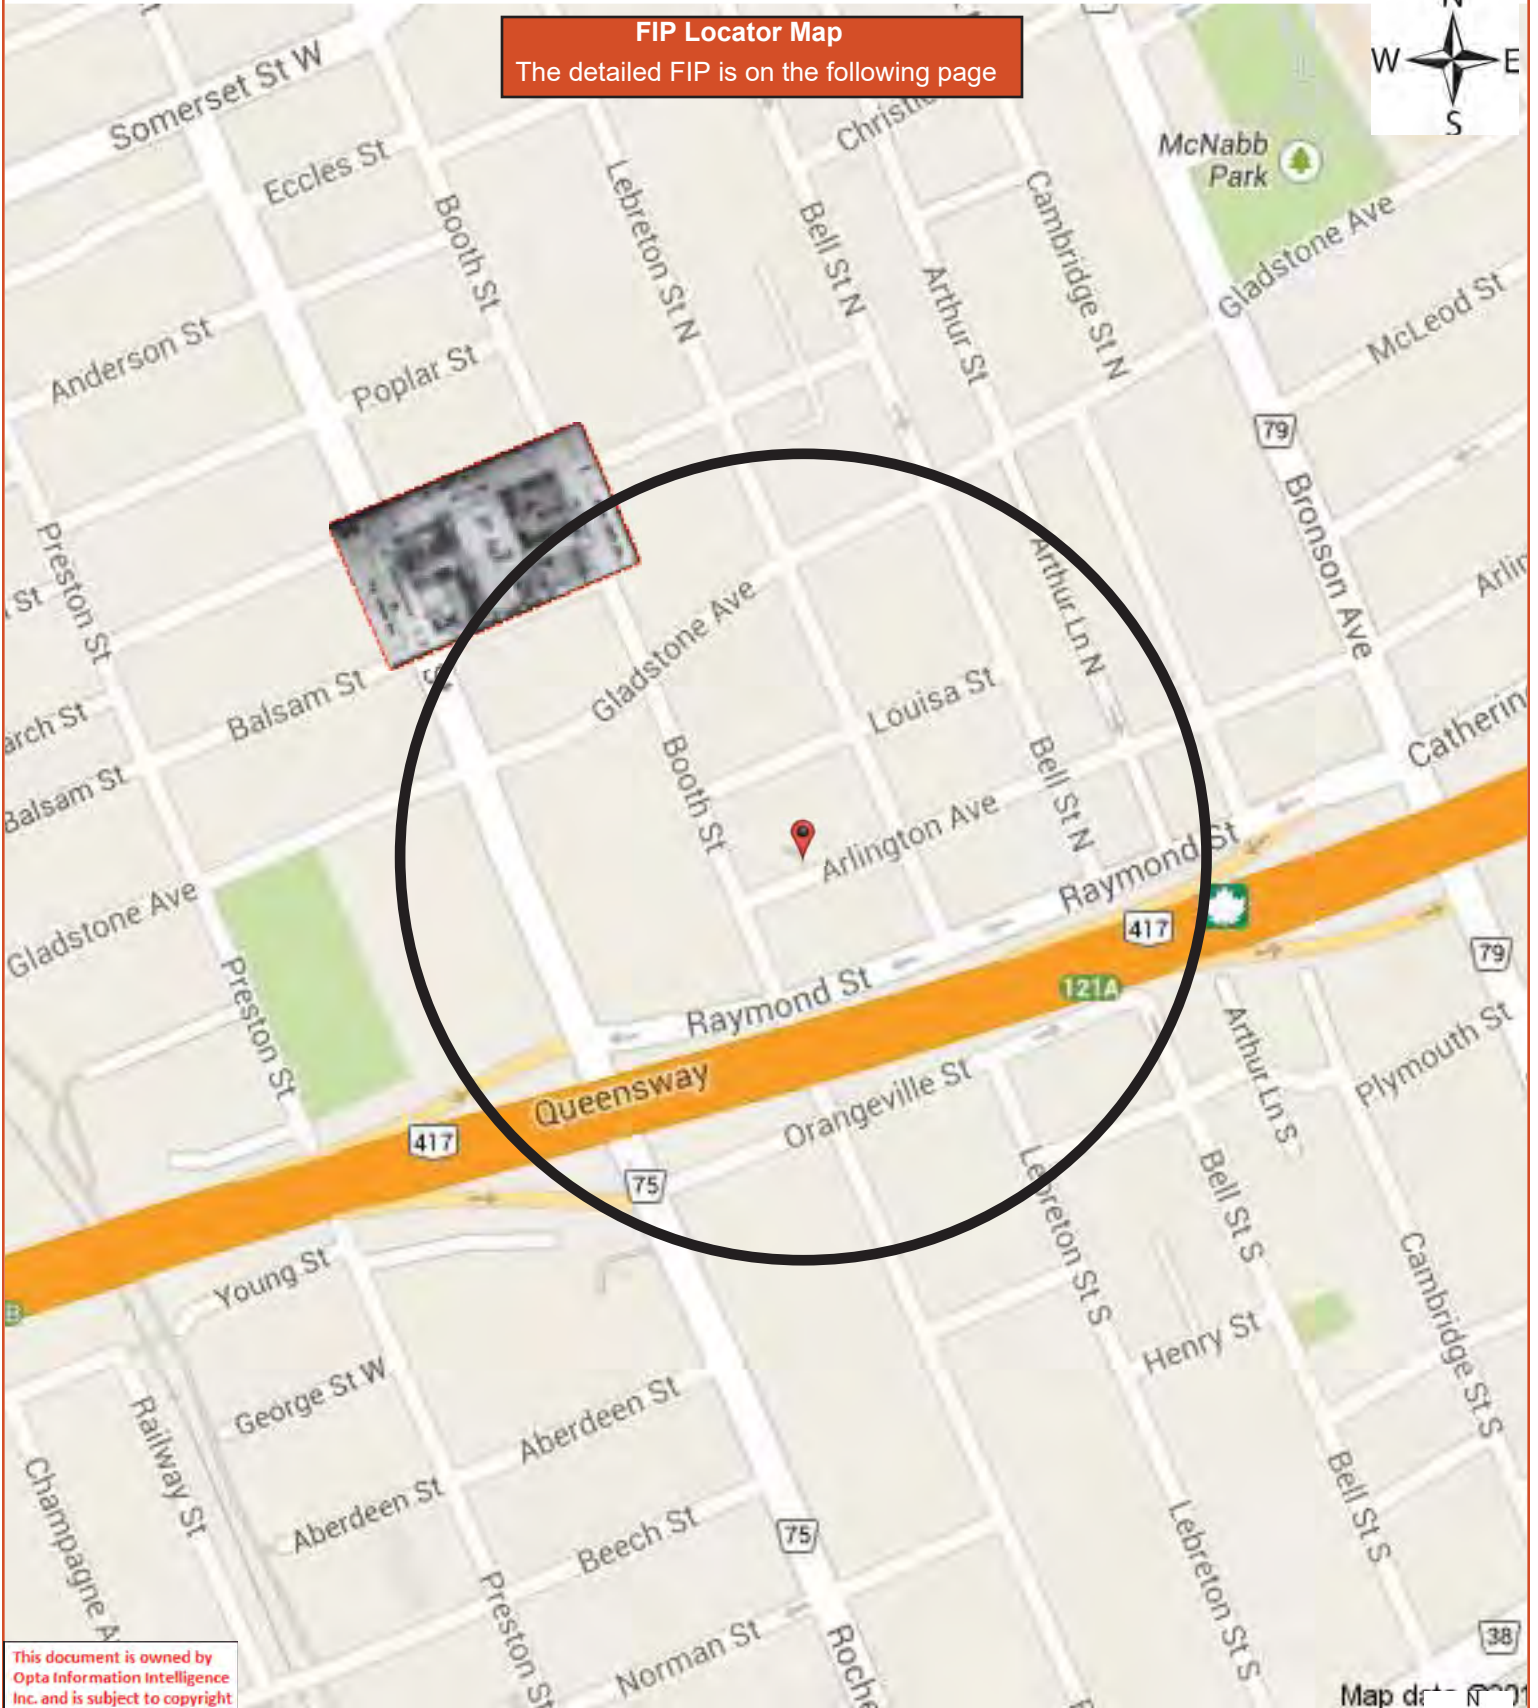 FIP Locator Map
The detailed FIP is on the following page
N
W
E
S
Somerset St W
Eccles St
Booth St
Lebreton St N
Bell St N
Cambridge St N
Arthur St
McNabb
Park
Gladstone Ave
McLeod St
Anderson St
Poplar St
79
Bronson Ave
Preston St
St
Arthur Ln N
Gladstone Ave
Louisa St
Balsam St
Balsam St
Booth St
Bell St N
Arlington Ave
Raymond St
417
121A
79
Gladstone Ave
Preston St
Raymond St
Queensway
417
Orangeville St
Arthur Ln S
Plymouth St
75
Lebreton St S
Bell St S
Cambridge St S
Young St
B
Henry St
George St W
Aberdeen St
Railway St
Aberdeen St
Beech St
75
Bell St S
Lebreton St S
Preston St
Norman St
38
This document is owned by
Opta Information Intelligence
Inc. and is subject to copyright
Map data
N